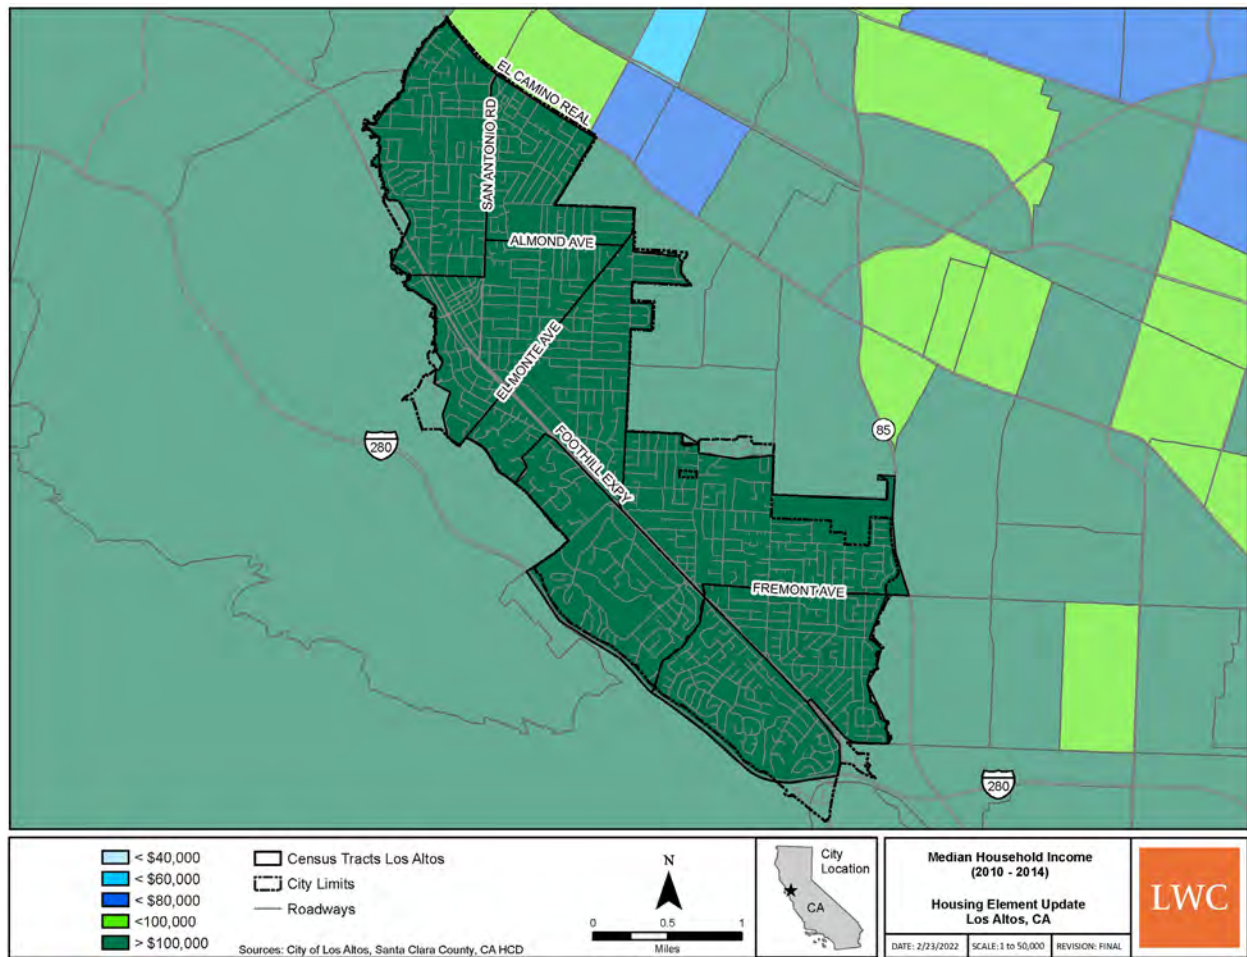 EL CAMINO REAL
SAN ANTONIO RD
ALMOND AVE
EL MONTE AVE
280
FOOTHILL EXPY
85
FREMONT AVE
280
< $40,000
< $60,000
< $80,000
<100,000
> $100,000
Census Tracts Los Altos
City Limits
Roadways
Sources: City of Los Altos, Santa Clara County, CA HCD
N
0 0.5 1
Miles
City
Location
CA
Median Household Income
(2010 - 2014)
Housing Element Update
Los Altos, CA
DATE: 2/23/2022 SCALE: 1 to 50,000 REVISION: FINAL
LWC